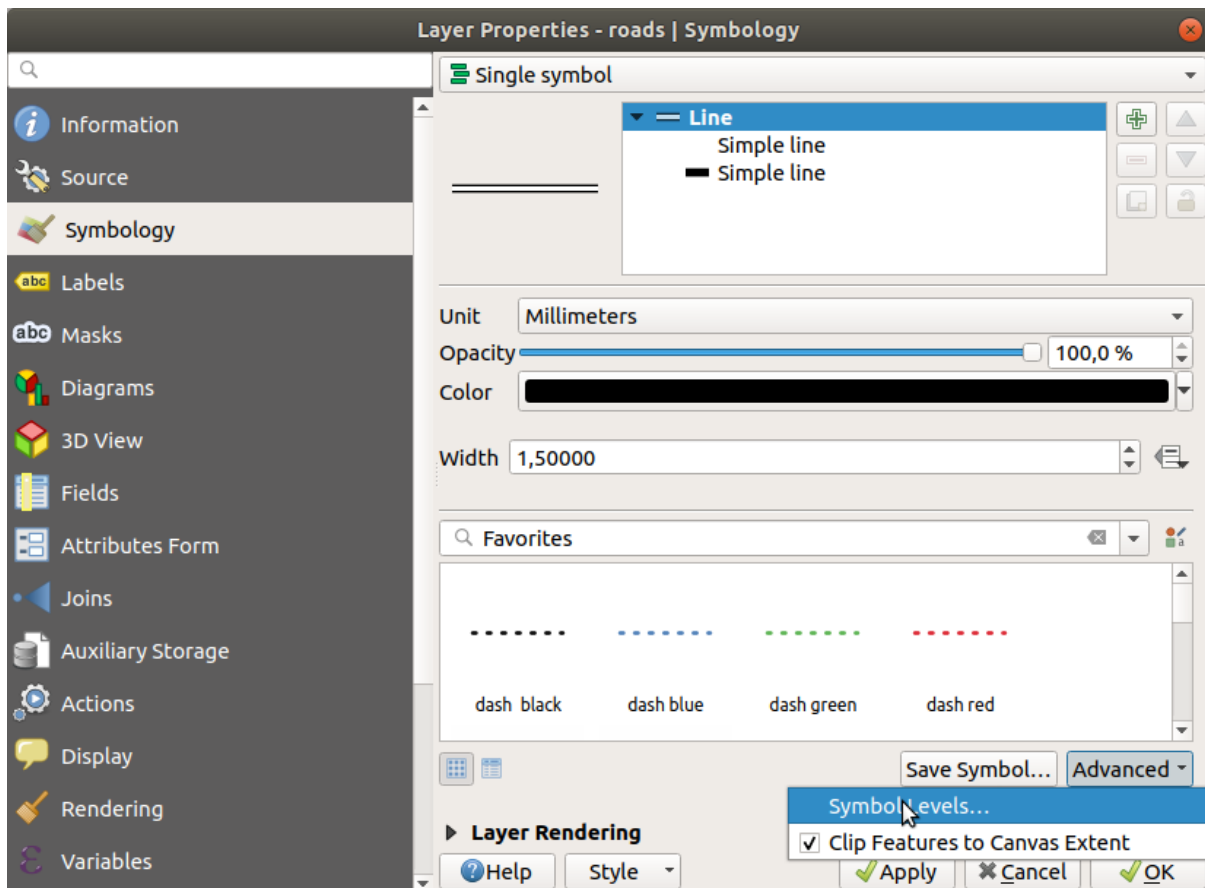 Layer Properties - roads | Symbology
Single symbol
Information
Source
Symbology
Labels
Masks
Diagrams
3D View
Fields
Attributes Form
Joins
Auxiliary Storage
Actions
Display
Rendering
Variables
Line
Simple line
Simple line
Unit Millimeters
Opacity 100,0 %
Color
Width 1,50000
Favorites
dash black dash blue dash green dash red
Save Symbol... Advanced
Symbol Levels...
Clip Features to Canvas Extent
Layer Rendering
Help Style Apply Cancel OK
abc
abc